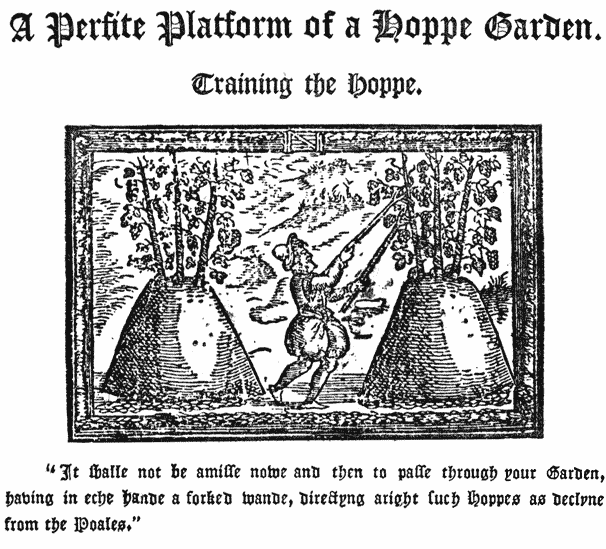 A Perfite Platform of a Hoppe Garden.
Training the Hoppe.
"It shalle not be amisse nowe and then to passe through your Garden,
having in eche hande a forked wande, directyng aright such Hoppes as declyne
from the Poales."